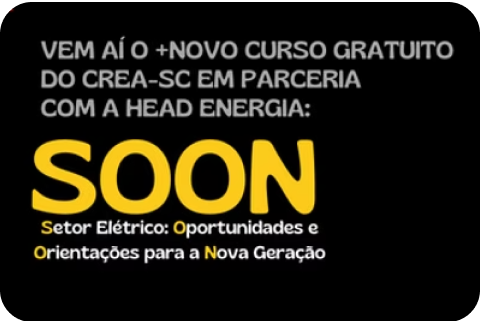 VEM AÍ O +NOVO CURSO GRATUITO
DO CREA-SC EM PARCERIA
COM A HEAD ENERGIA:
SOON
Setor Elétrico: Oportunidades e
Orientações para a Nova Geração